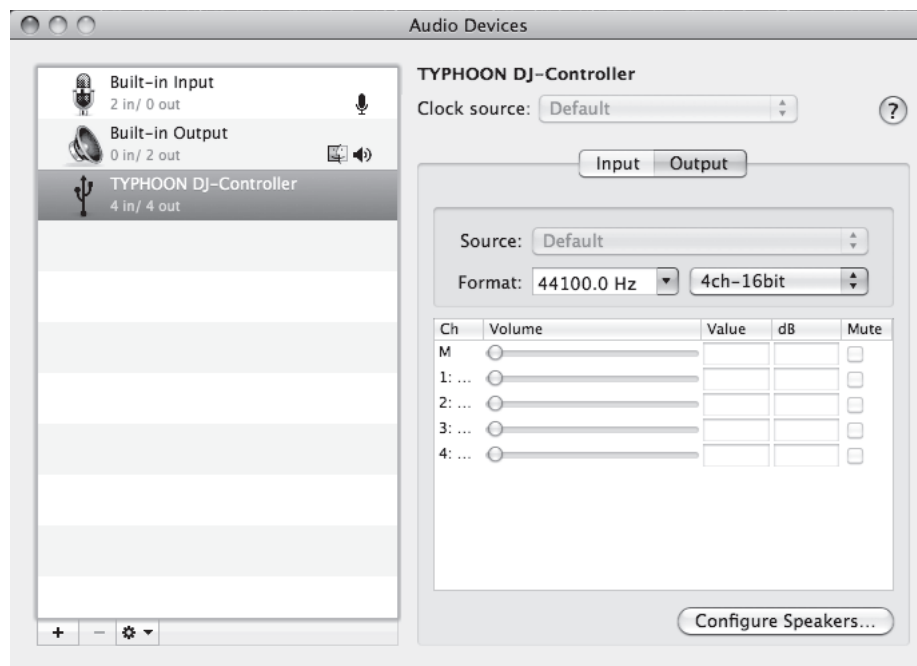 Audio Devices
Built-in Input
2 in/ 0 out
Built-in Output
0 in/ 2 out
TYPHOON DJ-Controller
4 in/ 4 out
TYPHOON DJ-Controller
Clock source: Default
?
Input Output
Source: Default
Format: 44100.0 Hz 4ch-16bit
Ch Volume Value dB Mute
M
1: ...
2: ...
3: ...
4: ...
Configure Speakers...